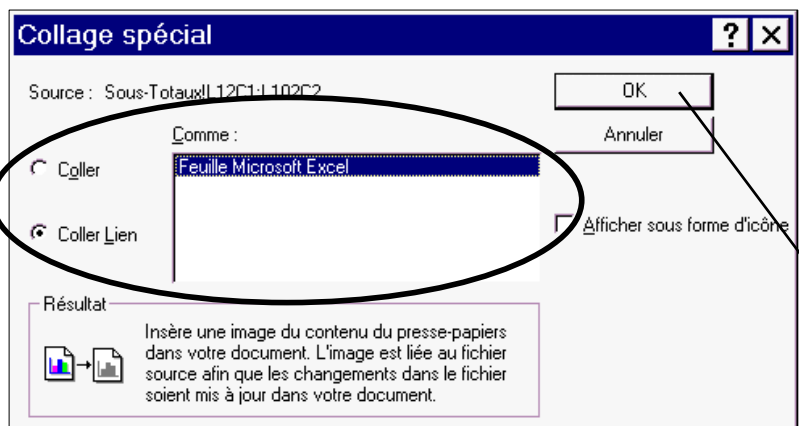 Collage spécial
Source : Sous-Totaux!L12C1:L102C2
OK
Comme :
Annuler
Coller
Feuille Microsoft Excel
Coller Lien
Afficher sous forme d'icône
Résultat
Insère une image du contenu du presse-papiers
dans votre document. L'image est liée au fichier
source afin que les changements dans le fichier
soient mis à jour dans votre document.